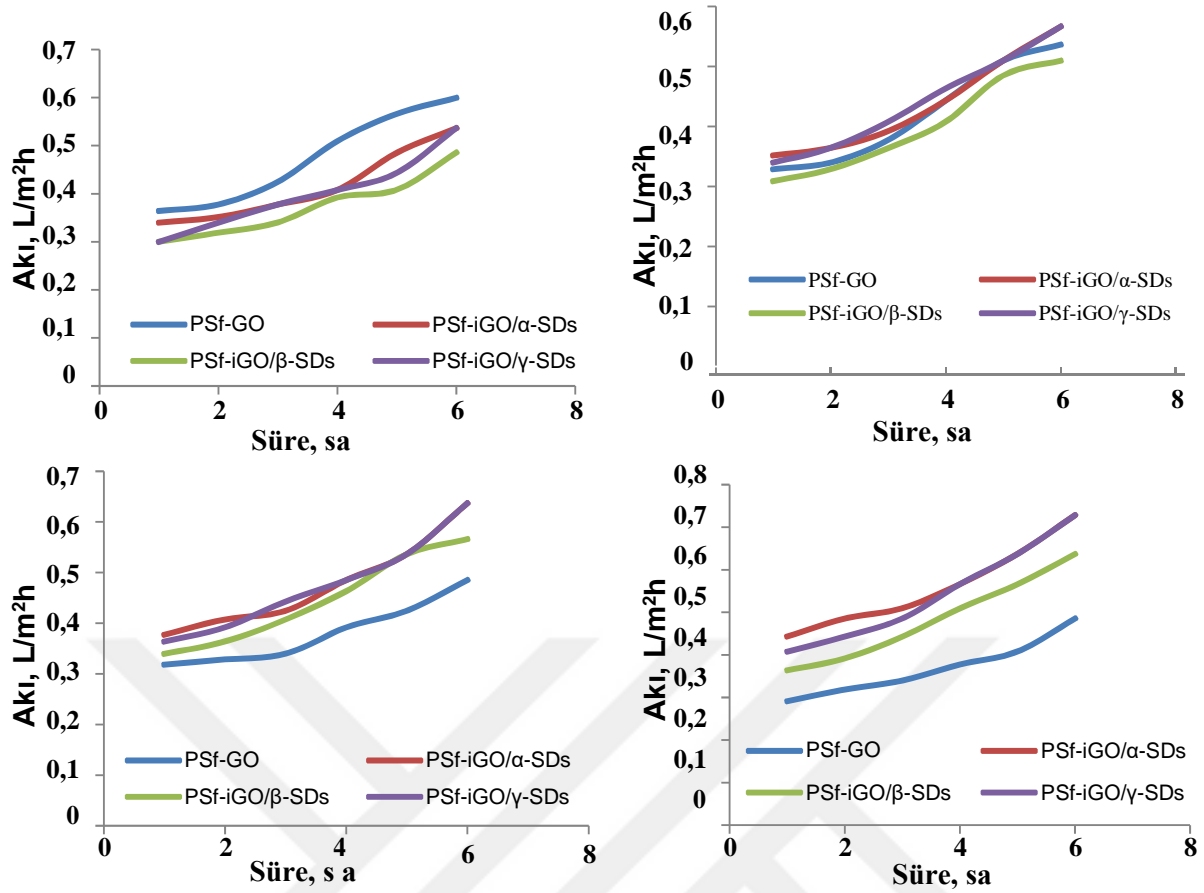 0,7
0,6
0,5
0,4
0,3
0,2
0,1
0
Akı, L/m²h
PSf-GO PSf-iGO/α-SDs
PSf-iGO/β-SDs PSf-iGO/γ-SDs
0 2 4 6 8
Süre, sa
0,6
0,5
0,4
0,3
0,2
0,1
0
Akı, L/m²h
PSf-GO PSf-iGO/α-SDs
PSf-iGO/β-SDs PSf-iGO/γ-SDs
0 2 4 6 8
Süre, sa
0,7
0,6
0,5
0,4
0,3
0,2
0,1
0
Akı, L/m²h
PSf-GO PSf-iGO/α-SDs
PSf-iGO/β-SDs PSf-iGO/γ-SDs
0 2 4 6 8
Süre, s a
0,8
0,7
0,6
0,5
0,4
0,3
0,2
0,1
0
Akı, L/m²h
PSf-GO PSf-iGO/α-SDs
PSf-iGO/β-SDs PSf-iGO/γ-SDs
0 2 4 6 8
Süre, sa